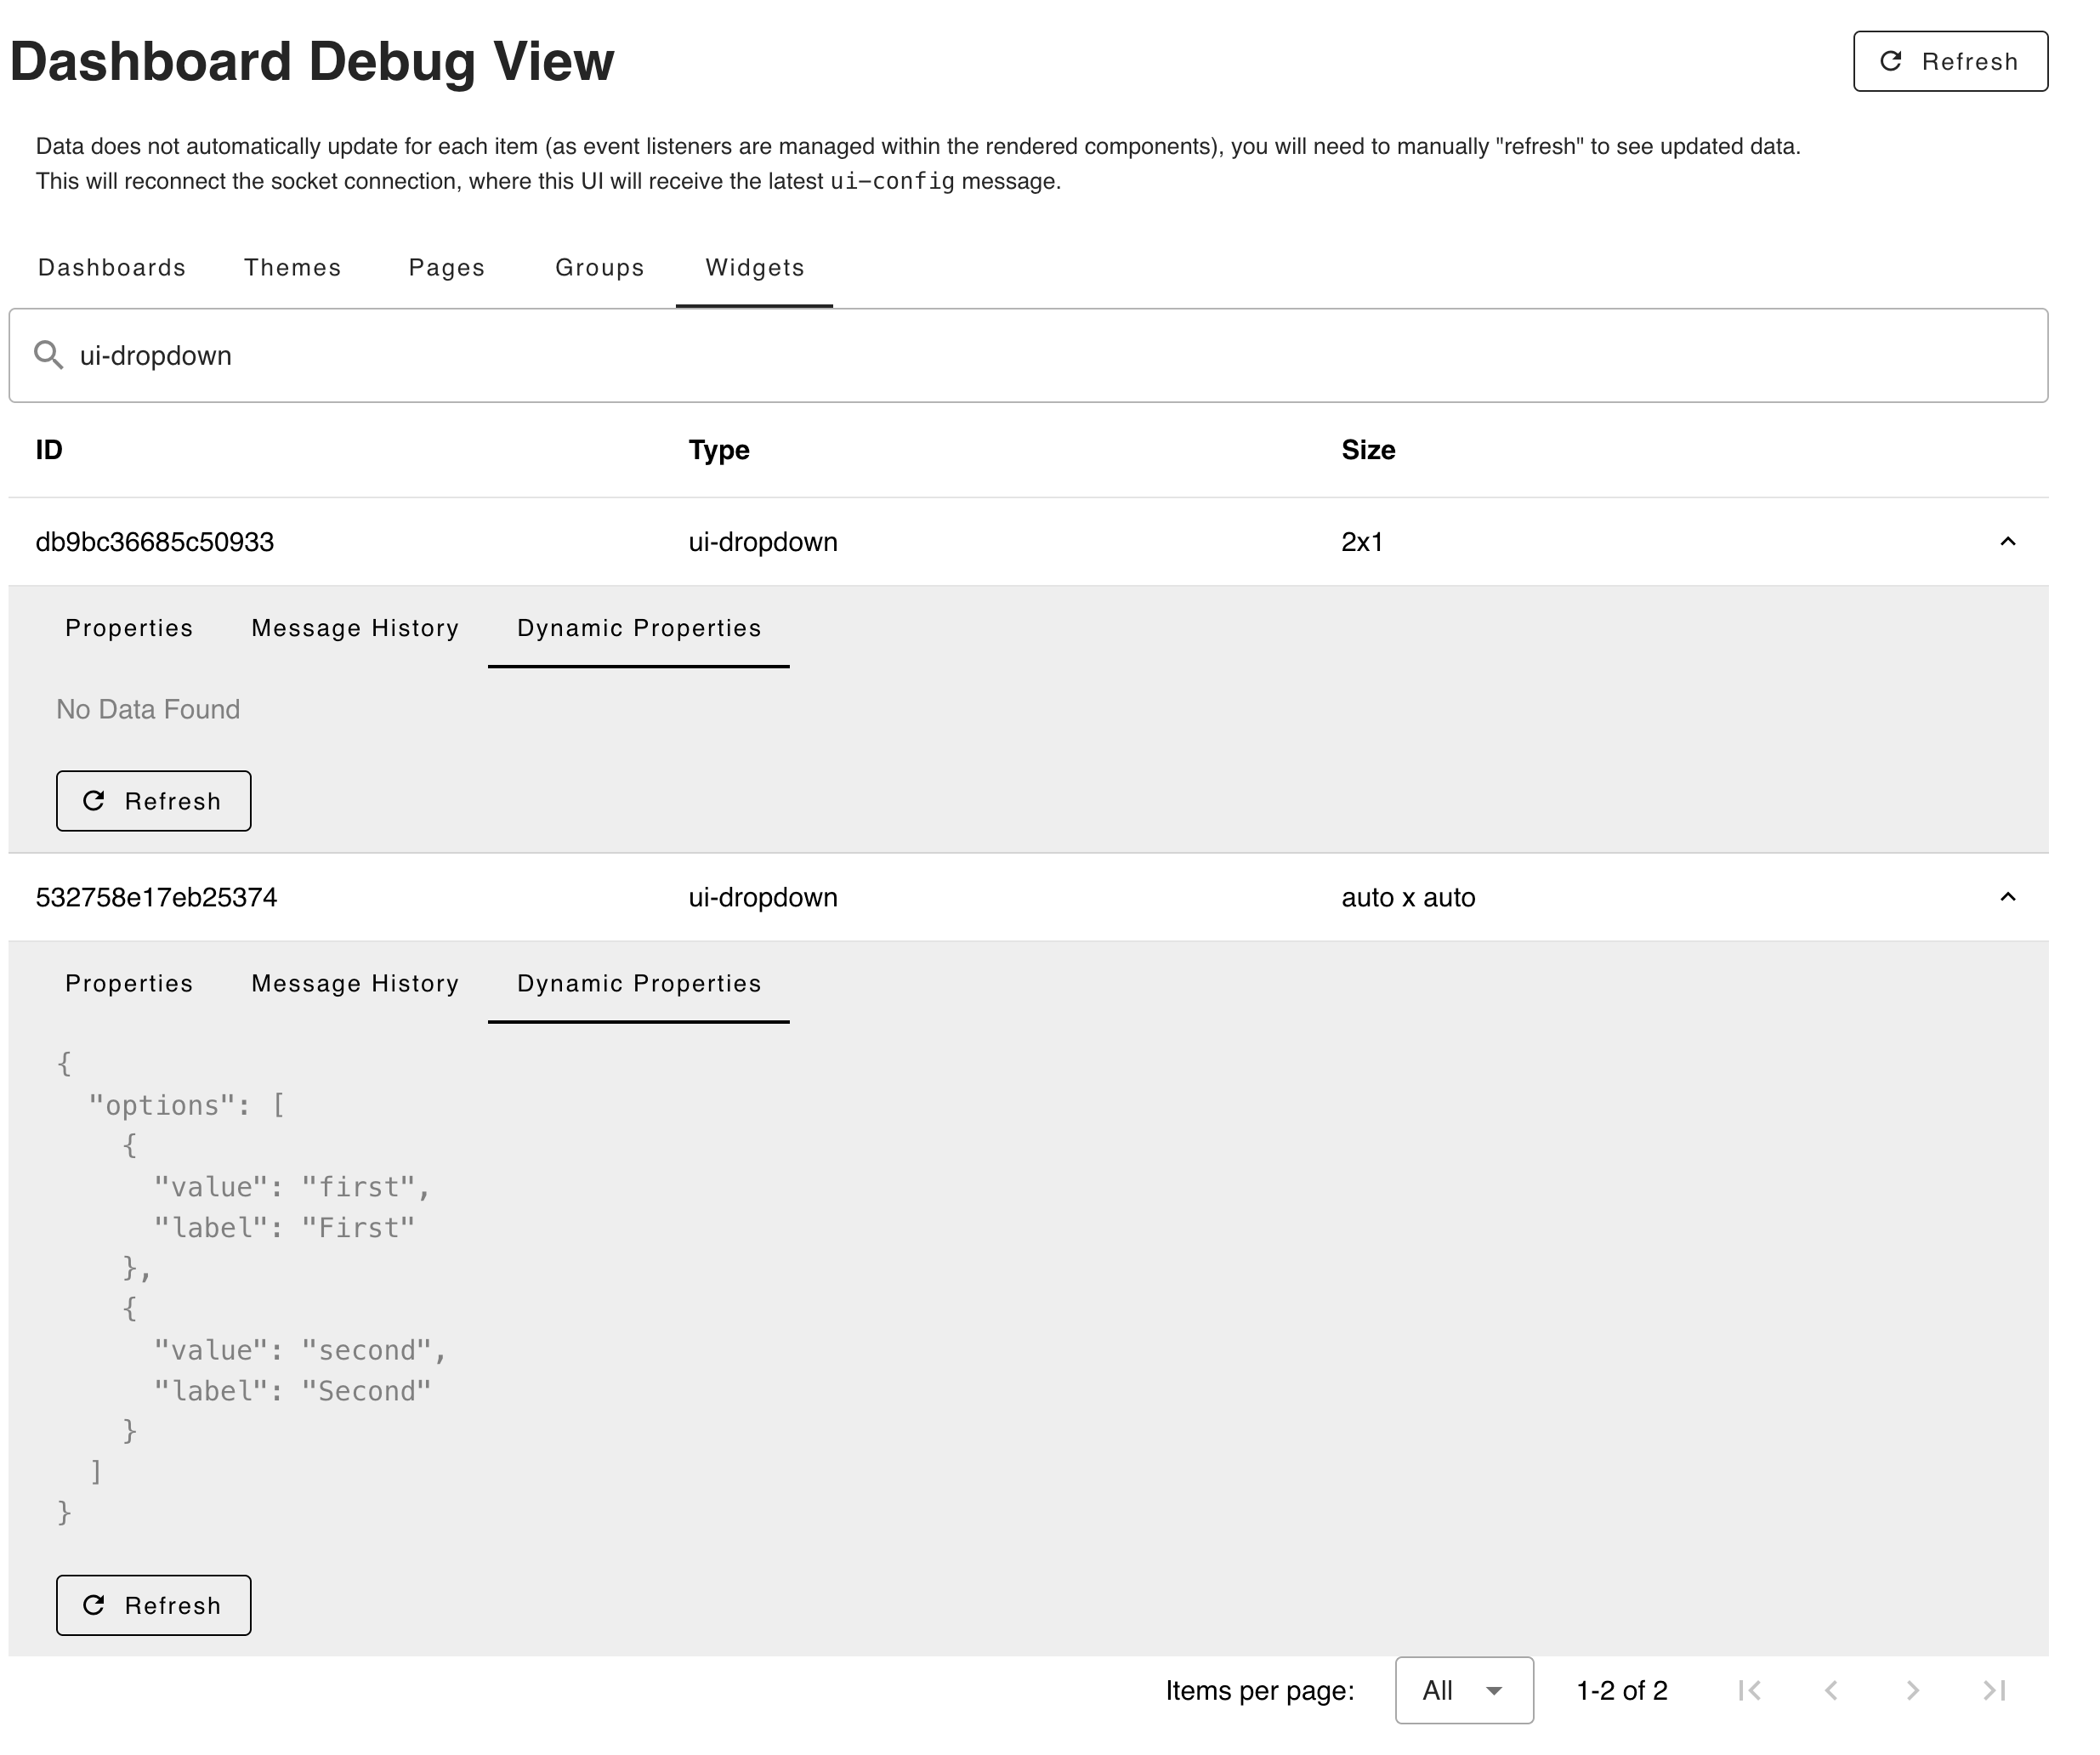 Dashboard Debug View
Refresh
Data does not automatically update for each item (as event listeners are managed within the rendered components), you will need to manually "refresh" to see updated data.
This will reconnect the socket connection, where this UI will receive the latest ui-config message.
Dashboards Themes Pages Groups Widgets
ui-dropdown
ID Type Size
db9bc36685c50933 ui-dropdown 2x1
Properties Message History Dynamic Properties
No Data Found
Refresh
532758e17eb25374 ui-dropdown auto x auto
Properties Message History Dynamic Properties
{
  "options": [
    {
      "value": "first",
      "label": "First"
    },
    {
      "value": "second",
      "label": "Second"
    }
  ]
}
Refresh
Items per page: All 1-2 of 2